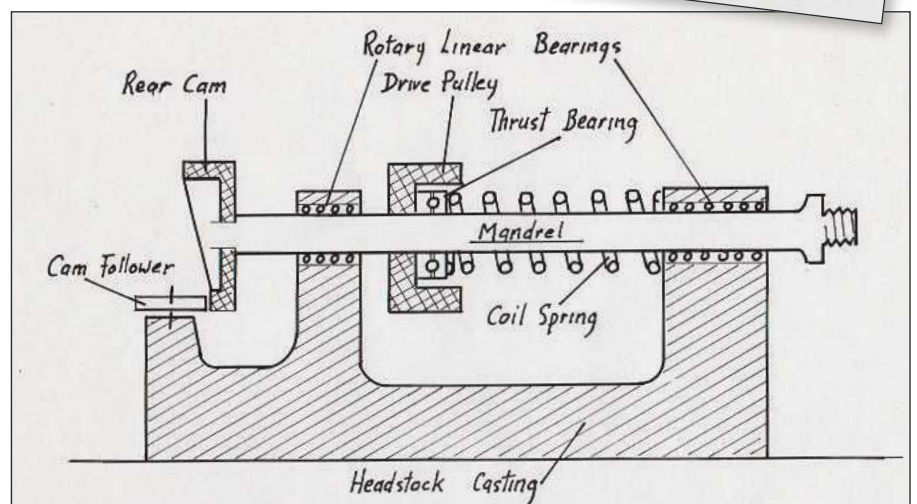 Rotary Linear Bearings
Rear Cam
Drive Pulley
Thrust Bearing
Mandrel
Cam Follower
Coil Spring
Headstock Casting